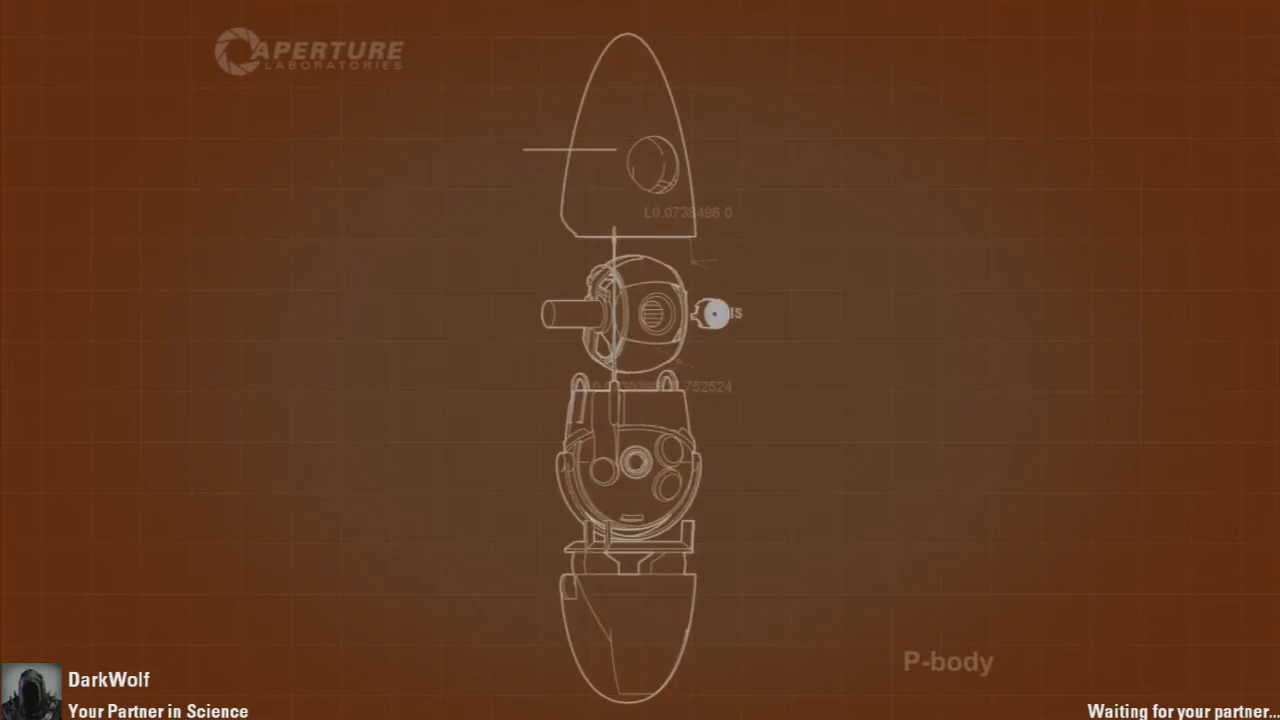 APERTURE
LABORATORIES
P-body
DarkWolf
Your Partner in Science
Waiting for your partner...